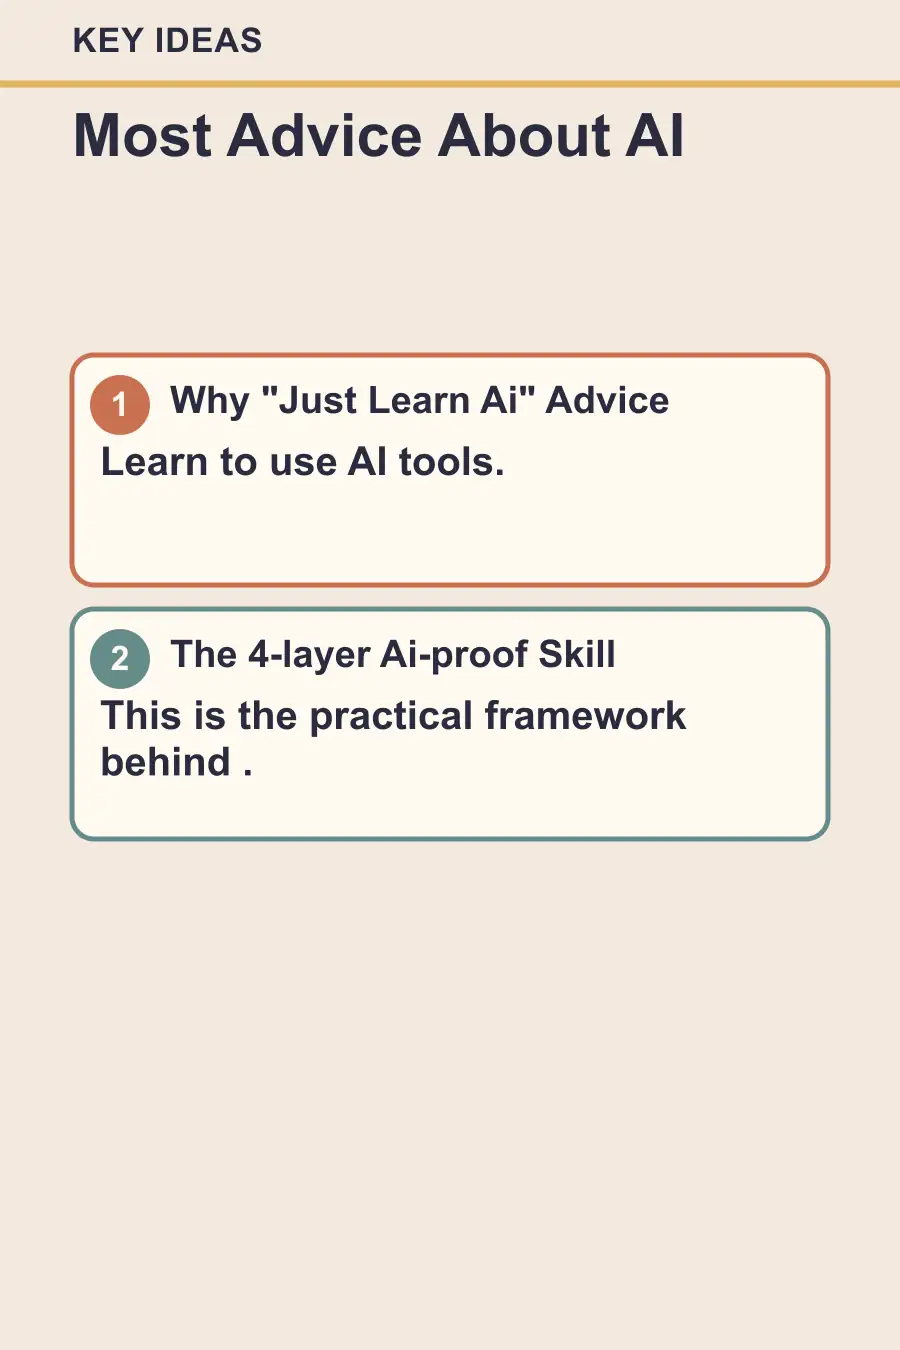 KEY IDEAS
Most Advice About AI
1
Why "Just Learn Ai" Advice
Learn to use AI tools.
2
The 4-layer Ai-proof Skill
This is the practical framework
behind .